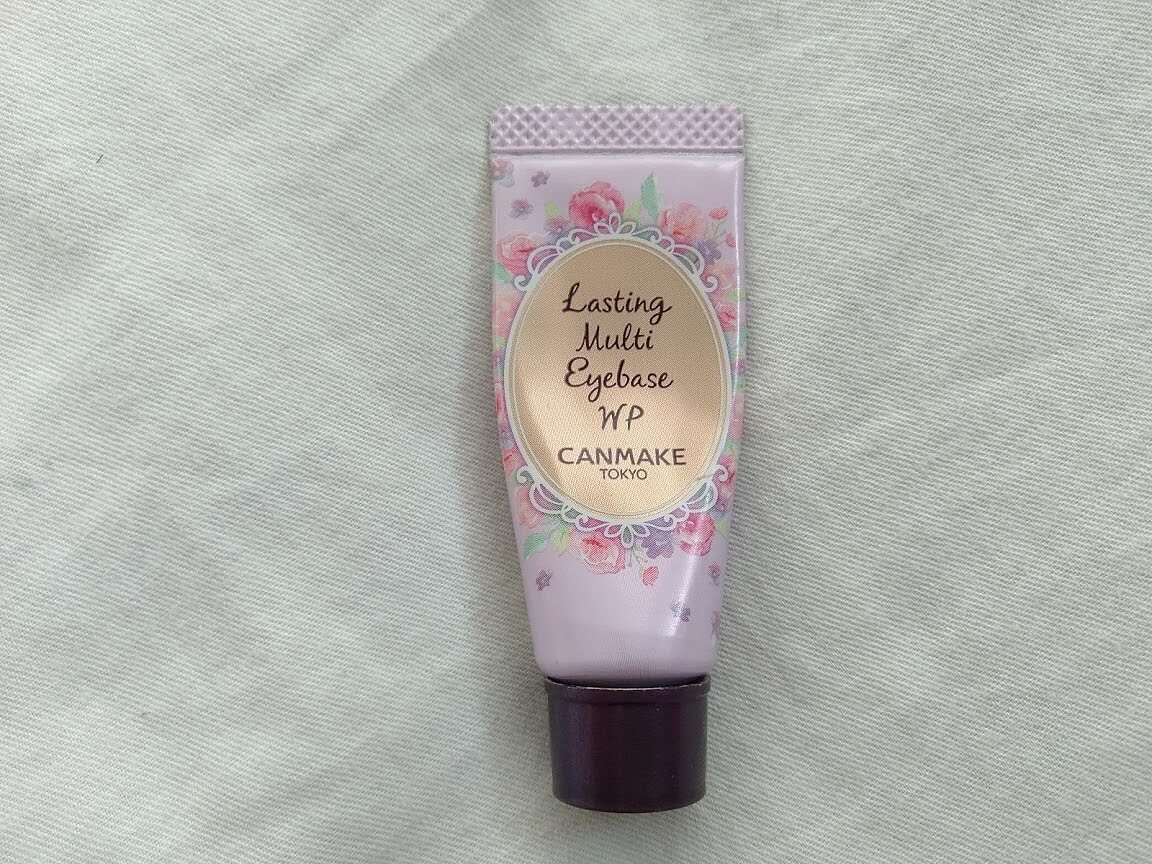 Lasting
Multi
Eyebase
WP
CANMAKE
TOKYO